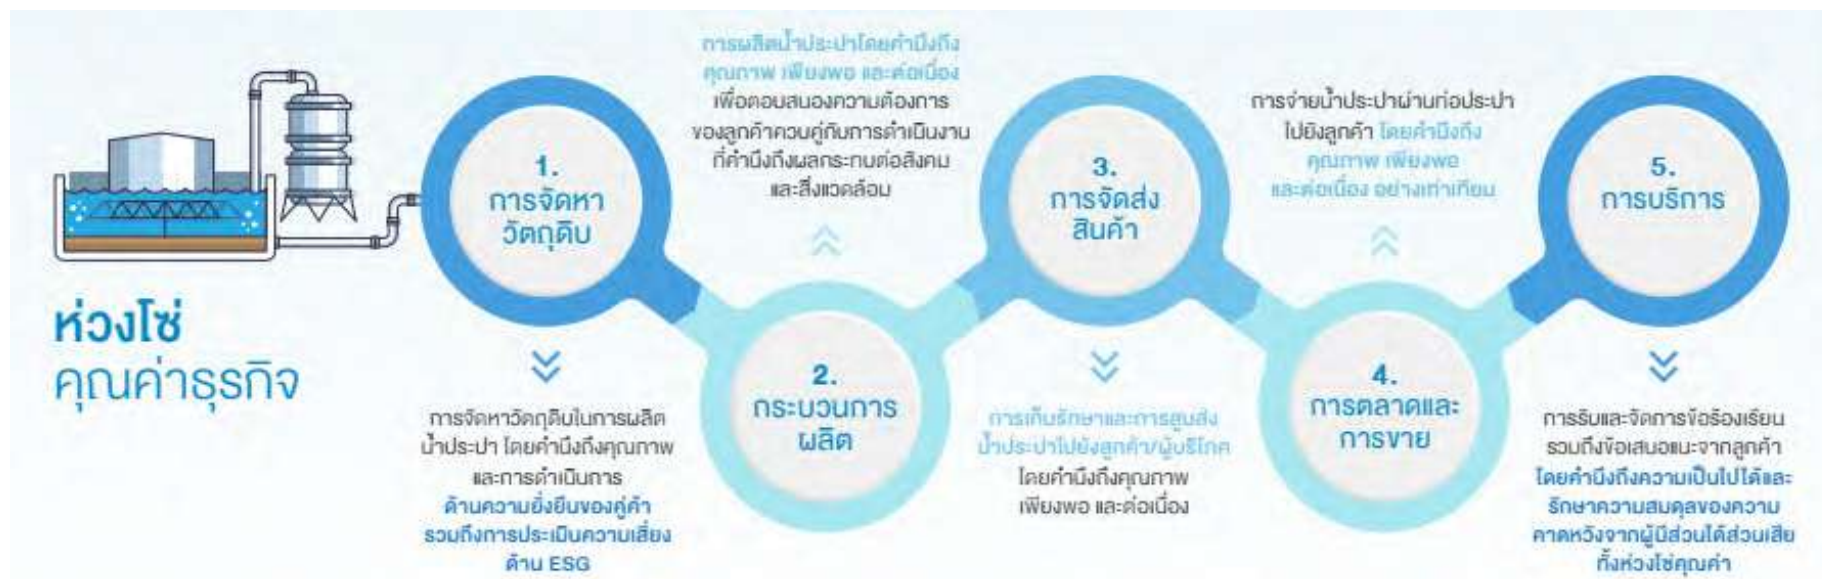 ห่วงโซ่
คุณค่าธุรกิจ
1.
การจัดหา
วัตถุดิบ
การจัดหาวัตถุดิบในการผลิต
น้ำประปา โดยคำนึงถึงคุณภาพ
และการดำเนินการ
ด้านความยั่งยืนของคู่ค้า
รวมถึงการประเมินความเสี่ยง
ด้าน ESG
การผลิตน้ำประปาโดยคำนึงถึง
คุณภาพ เพียงพอ และต่อเนื่อง
เพื่อตอบสนองความต้องการ
ของลูกค้าควบคู่กับการดำเนินงาน
ที่คำนึงถึงผลกระทบต่อสังคม
และสิ่งแวดล้อม
2.
กระบวนการ
ผลิต
3.
การจัดส่ง
สินค้า
การเก็บรักษาและการสูบส่ง
น้ำประปาไปยังลูกค้า/ผู้บริโภค
โดยคำนึงถึงคุณภาพ
เพียงพอ และต่อเนื่อง
การจ่ายน้ำประปาผ่านท่อประปา
ไปยังลูกค้า โดยคำนึงถึง
คุณภาพ เพียงพอ
และต่อเนื่อง อย่างเท่าเทียม
4.
การตลาดและ
การขาย
5.
การบริการ
การรับและจัดการข้อร้องเรียน
รวมถึงข้อเสนอแนะจากลูกค้า
โดยคำนึงถึงความเป็นไปได้และ
รักษาความสมดุลของความ
คาดหวังจากผู้มีส่วนได้ส่วนเสีย
ทั้งห่วงโซ่คุณค่า